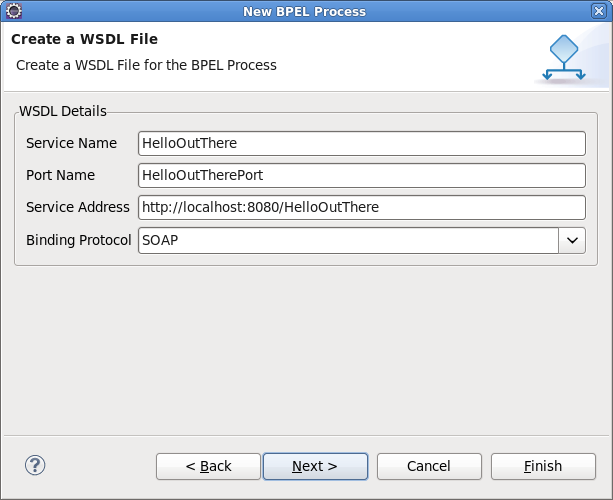 New BPEL Process
Create a WSDL File
Create a WSDL File for the BPEL Process
WSDL Details
Service Name HelloOutThere
Port Name HelloOutTherePort
Service Address http://localhost:8080/HelloOutThere
Binding Protocol SOAP
? < Back Next > Cancel Finish